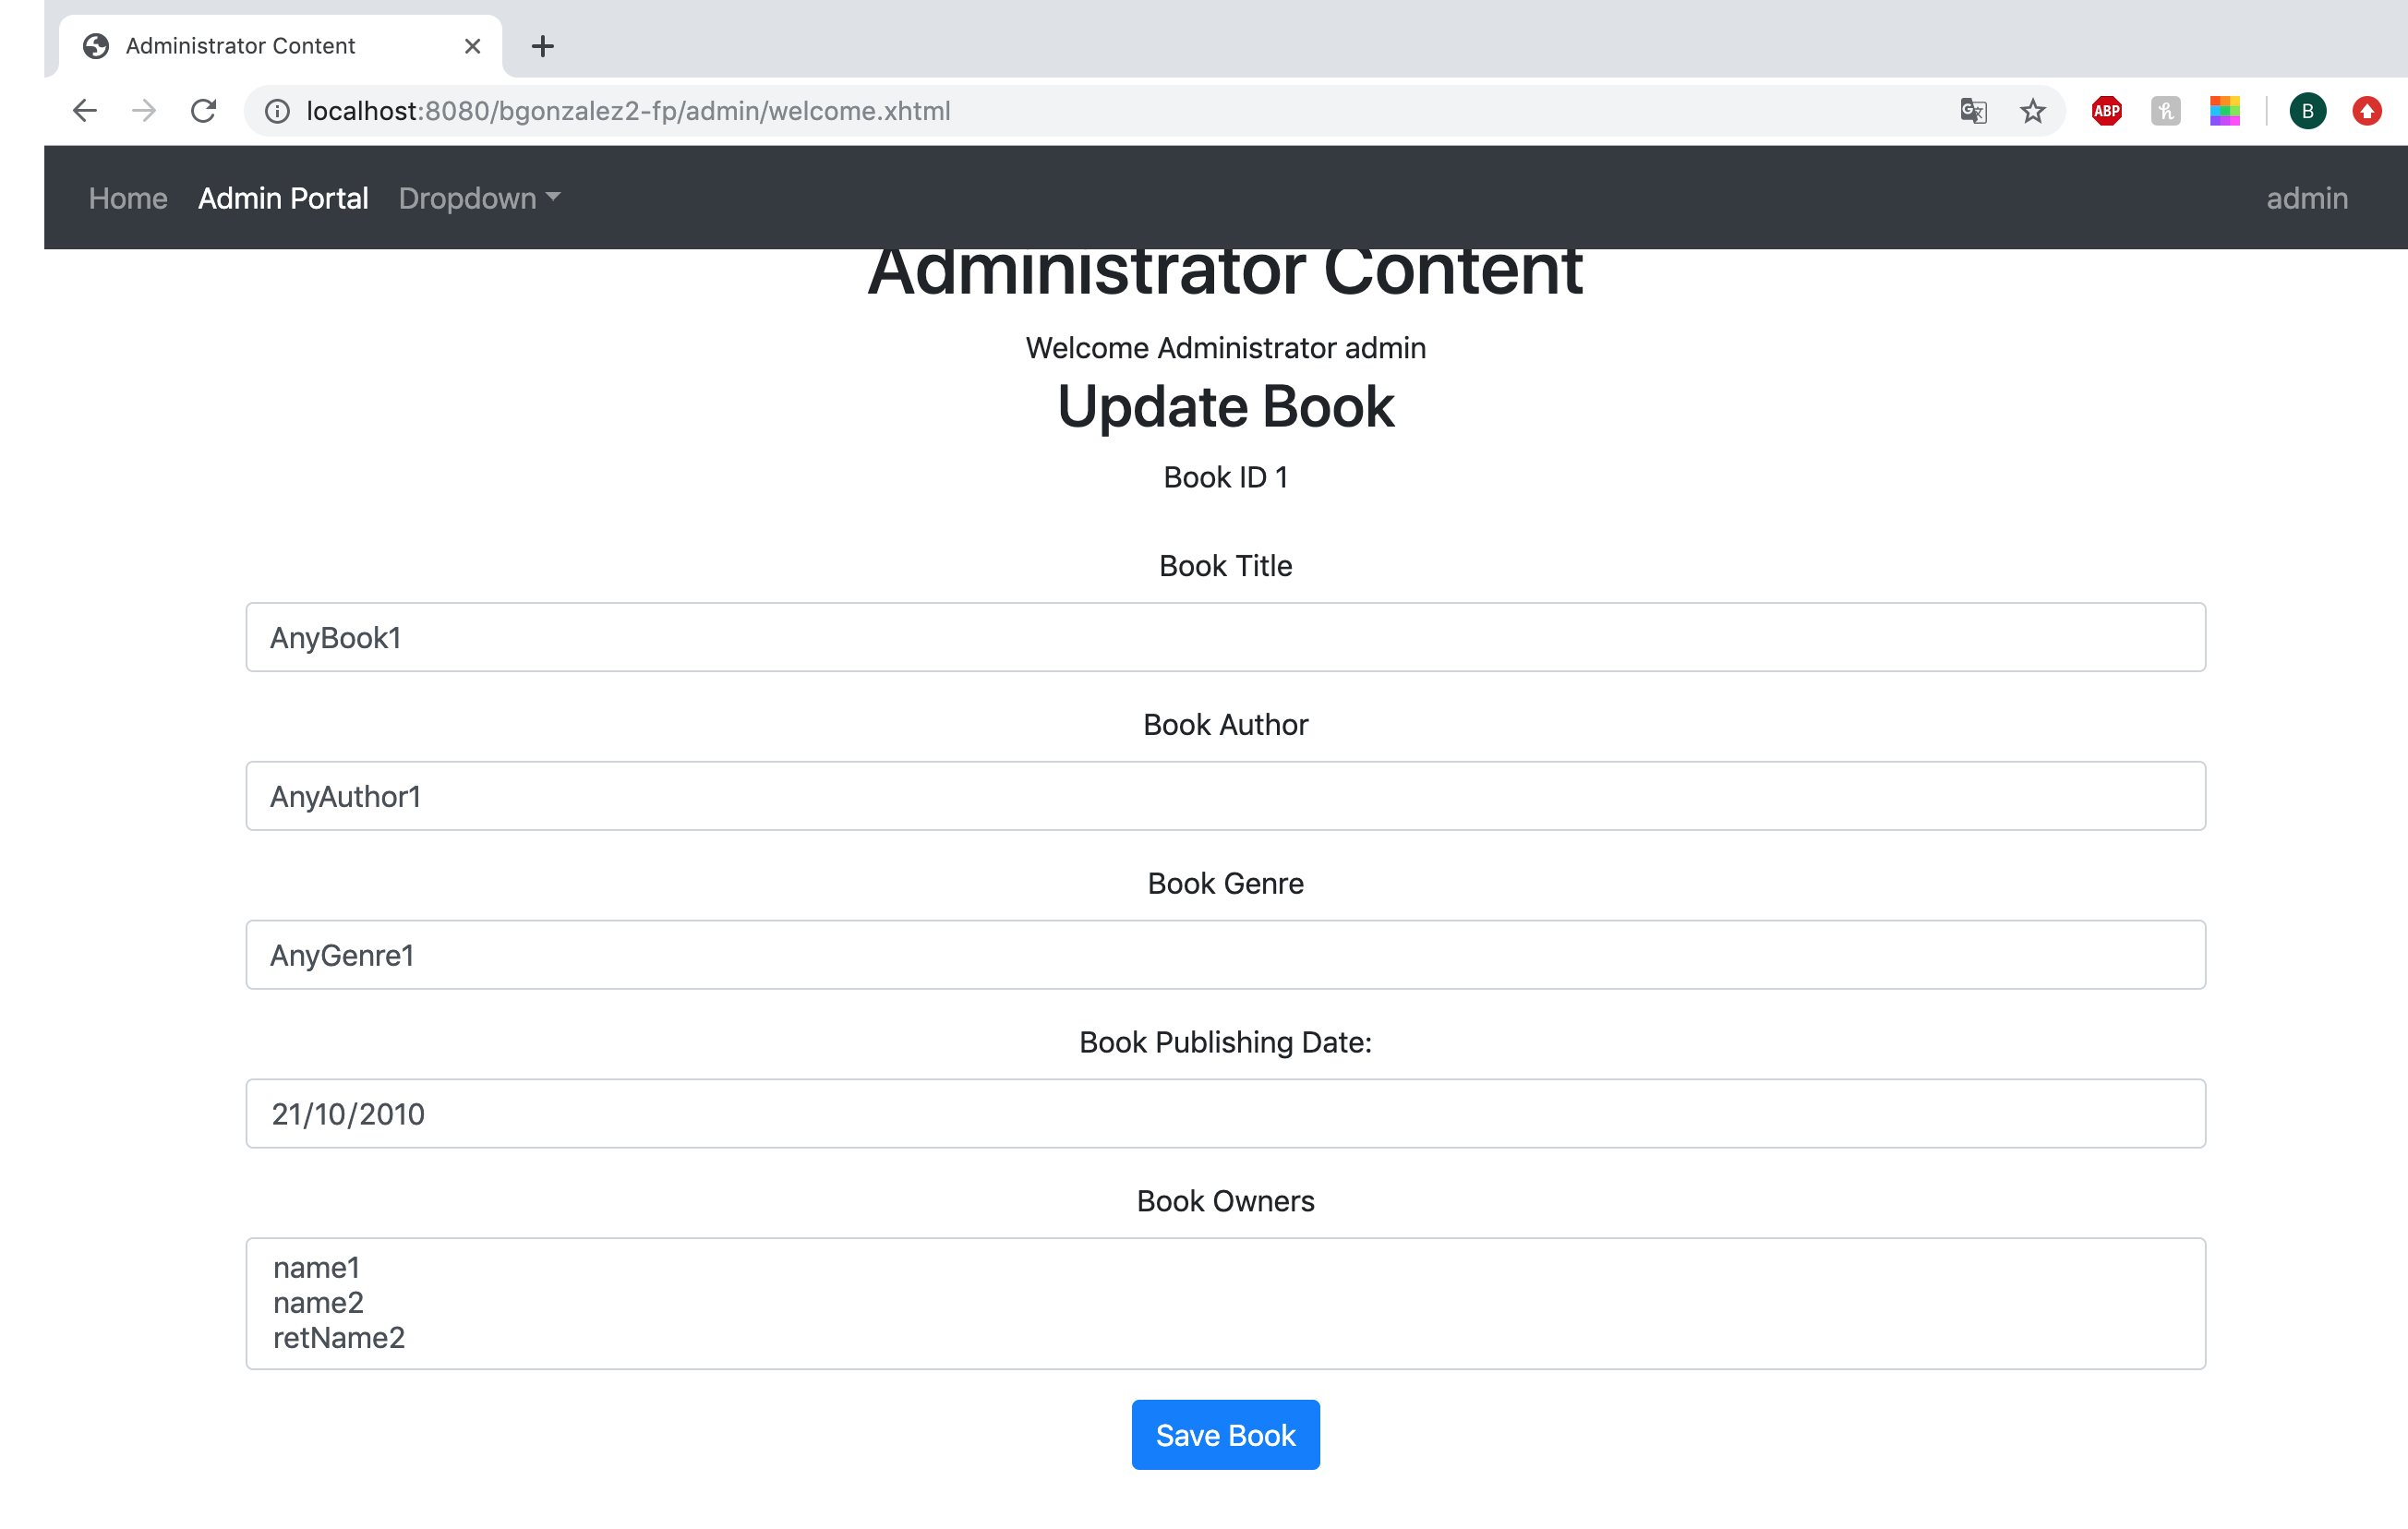 Administrator Content
localhost:8080/bgonzalez2-fp/admin/welcome.xhtml
ABP
B
Home Admin Portal Dropdown admin
Administrator Content
Welcome Administrator admin
Update Book
Book ID 1
Book Title
AnyBook1
Book Author
AnyAuthor1
Book Genre
AnyGenre1
Book Publishing Date:
21/10/2010
Book Owners
name1
name2
retName2
Save Book